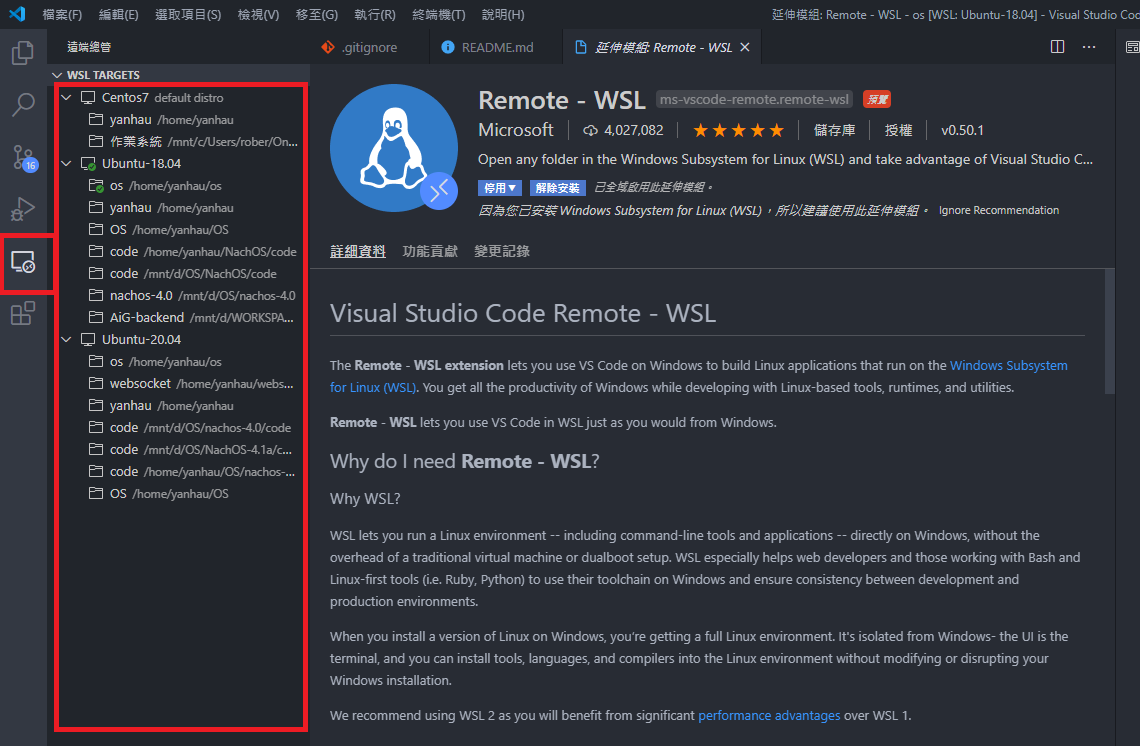 檔案(F) 編輯(E) 選取項目(S) 檢視(V) 移至(G) 執行(R) 終端機(T) 說明(H) 延伸模組: Remote - WSL - os [WSL: Ubuntu-18.04] - Visual Studio Coc
遠端總管
.gitignore
README.md
延伸模組: Remote - WSL
16
WSL TARGETS
Centos7 default distro
yanhau /home/yanhau
作業系統 /mnt/c/Users/rober/On...
Ubuntu-18.04
os /home/yanhau/os
yanhau /home/yanhau
OS /home/yanhau/OS
code /home/yanhau/NachOS/code
code /mnt/d/OS/NachOS/code
nachos-4.0 /mnt/d/OS/nachos-4.0
AiG-backend /mnt/d/WORKSPA...
Ubuntu-20.04
os /home/yanhau/os
websocket /home/yanhau/webs...
yanhau /home/yanhau
code /mnt/d/OS/nachos-4.0/code
code /mnt/d/OS/NachOS-4.1a/c...
code /home/yanhau/OS/nachos-...
OS /home/yanhau/OS
Remote - WSL ms-vscode-remote.remote-wsl 預覽
Microsoft 4,027,082 儲存庫 授權 v0.50.1
Open any folder in the Windows Subsystem for Linux (WSL) and take advantage of Visual Studio C...
停用 解除安裝 已全域啟用此延伸模組。
因為您已安裝 Windows Subsystem for Linux (WSL)，所以建議使用此延伸模組。 Ignore Recommendation
詳細資料 功能貢獻 變更記錄
Visual Studio Code Remote - WSL
The Remote - WSL extension lets you use VS Code on Windows to build Linux applications that run on the Windows Subsystem
for Linux (WSL). You get all the productivity of Windows while developing with Linux-based tools, runtimes, and utilities.
Remote - WSL lets you use VS Code in WSL just as you would from Windows.
Why do I need Remote - WSL?
Why WSL?
WSL lets you run a Linux environment -- including command-line tools and applications -- directly on Windows, without the
overhead of a traditional virtual machine or dualboot setup. WSL especially helps web developers and those working with Bash and
Linux-first tools (i.e. Ruby, Python) to use their toolchain on Windows and ensure consistency between development and
production environments.
When you install a version of Linux on Windows, you're getting a full Linux environment. It's isolated from Windows- the UI is the
terminal, and you can install tools, languages, and compilers into the Linux environment without modifying or disrupting your
Windows installation.
We recommend using WSL 2 as you will benefit from significant performance advantages over WSL 1.